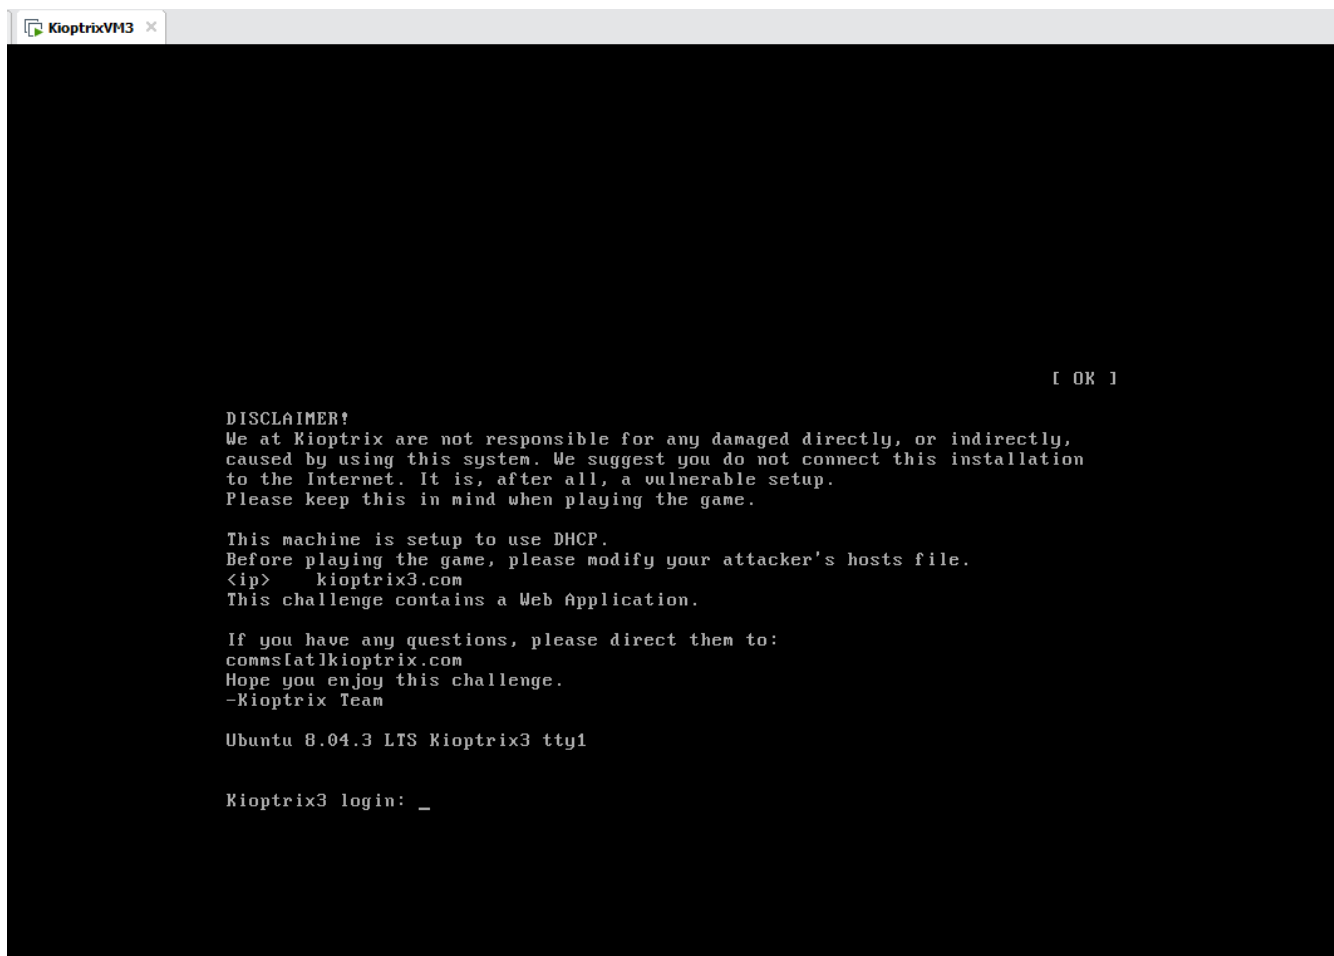 KioptrixVM3
[ OK ]
DISCLAIMER!
We at Kioptrix are not responsible for any damaged directly, or indirectly,
caused by using this system. We suggest you do not connect this installation
to the Internet. It is, after all, a vulnerable setup.
Please keep this in mind when playing the game.
This machine is setup to use DHCP.
Before playing the game, please modify your attacker's hosts file.
<ip>    kioptrix3.com
This challenge contains a Web Application.
If you have any questions, please direct them to:
comms[at]kioptrix.com
Hope you enjoy this challenge.
-Kioptrix Team
Ubuntu 8.04.3 LTS Kioptrix3 tty1
Kioptrix3 login: _